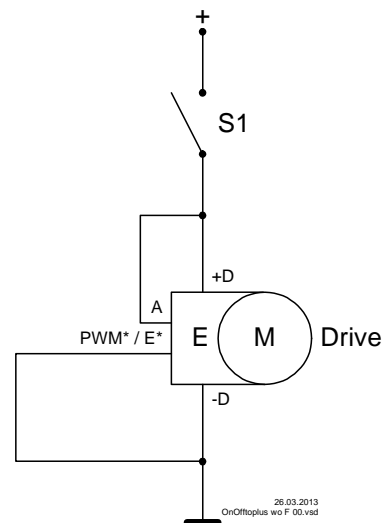 +
S1
+D
A
PWM* / E*
E
M
Drive
-D
26.03.2013
OnOfftoplus wo F 00.vsd